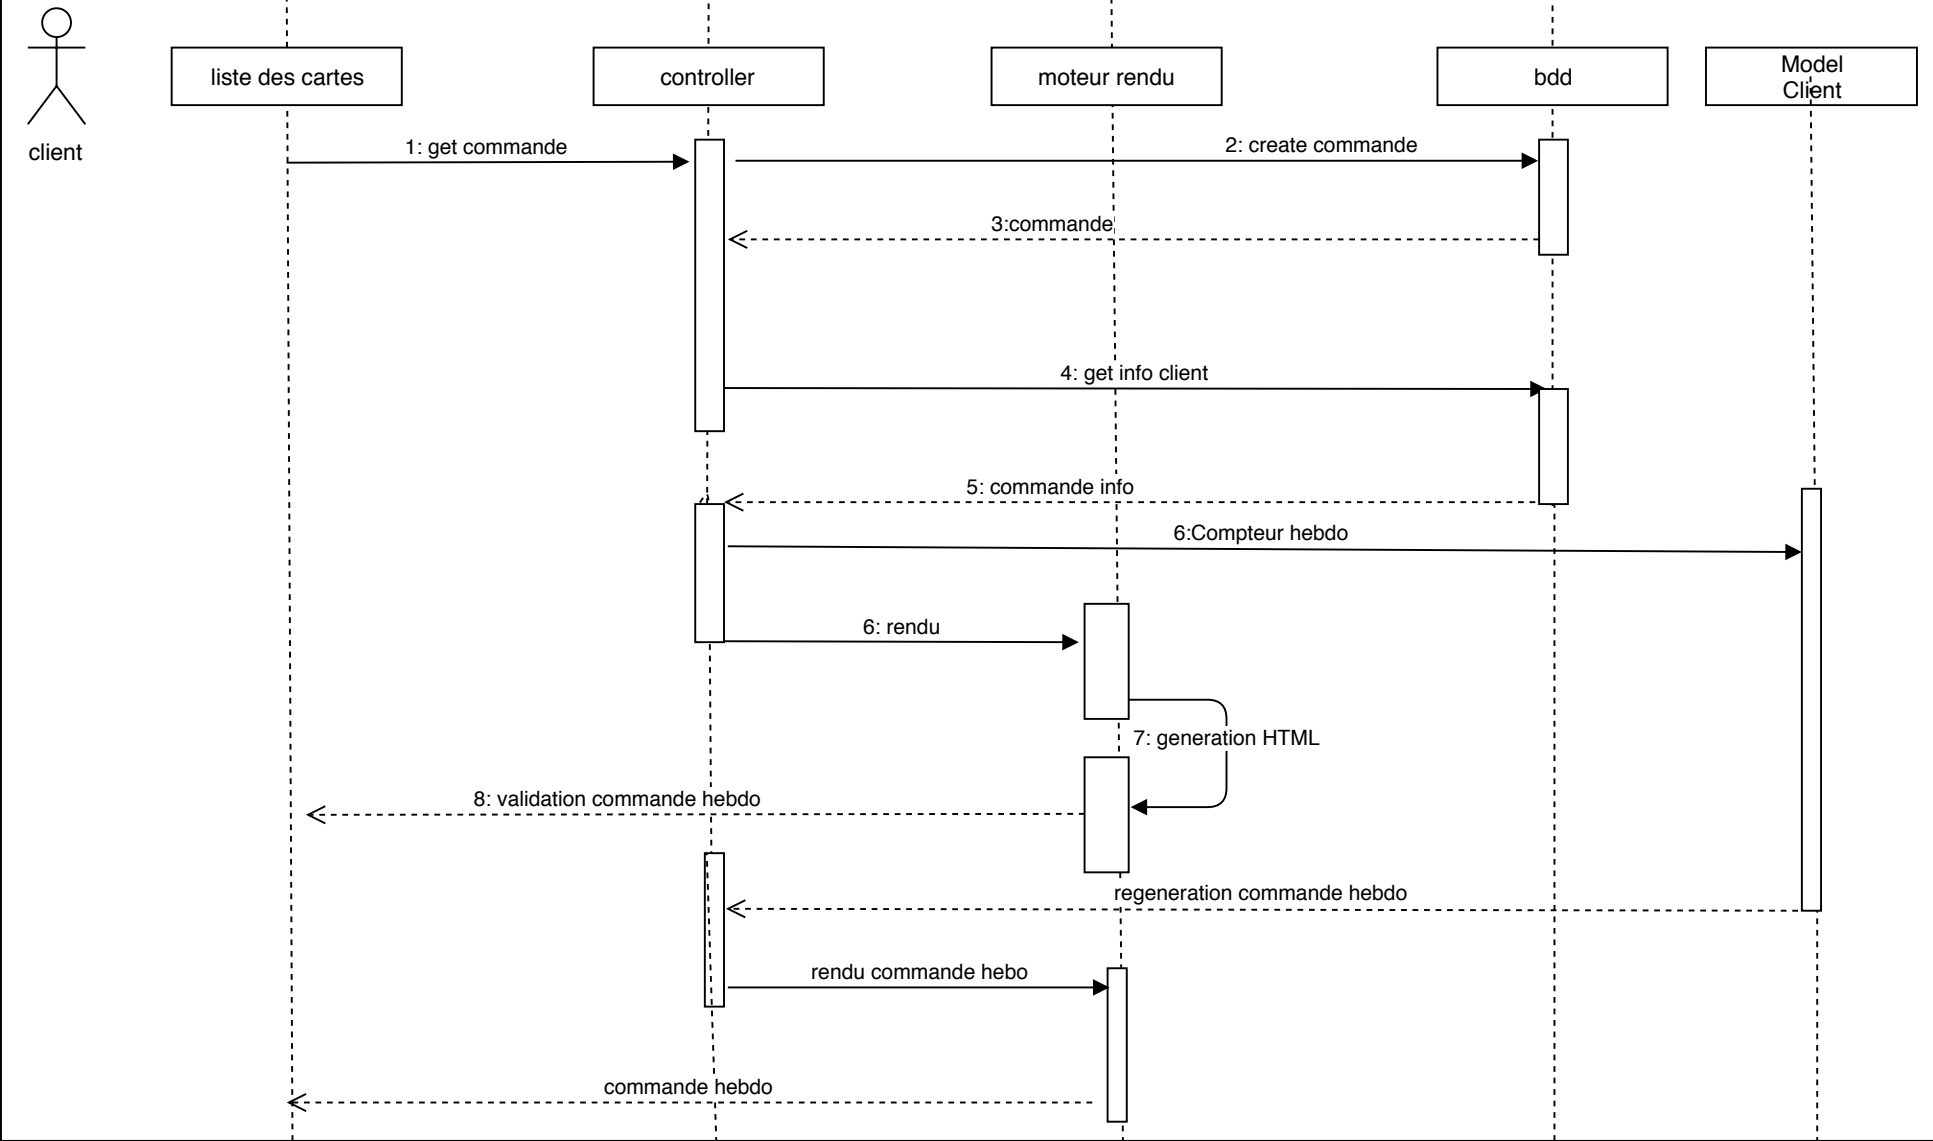 client
liste des cartes
controller
moteur rendu
bdd
Model
Client
1: get commande
2: create commande
3:commande
4: get info client
5: commande info
6:Compteur hebdo
6: rendu
7: generation HTML
8: validation commande hebdo
regeneration commande hebdo
rendu commande hebo
commande hebdo